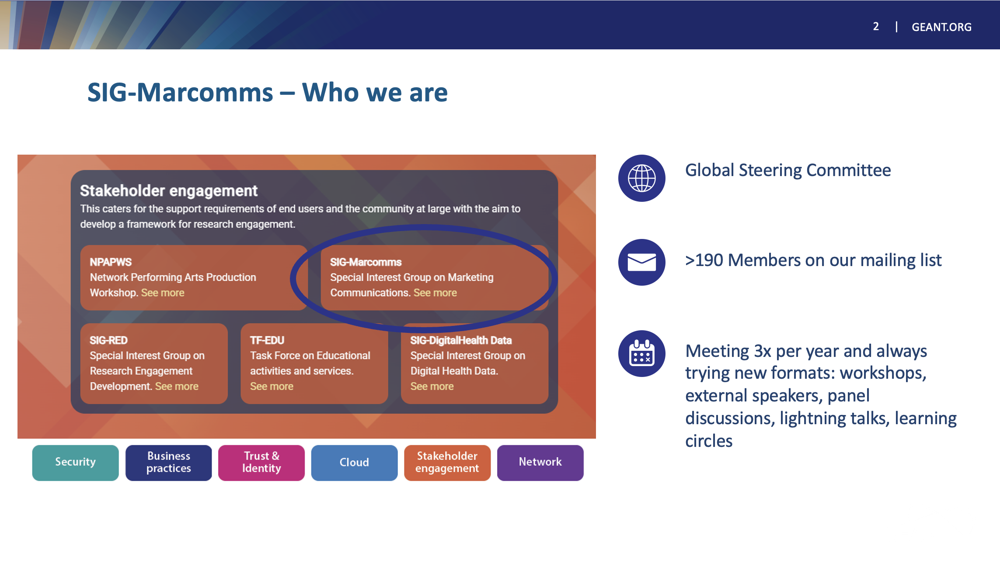 2 | GEANT.ORG
SIG-Marcomms – Who we are
Stakeholder engagement
This caters for the support requirements of end users and the community at large with the aim to
develop a framework for research engagement.
NPAPWS
Network Performing Arts Production
Workshop. See more
SIG-Marcomms
Special Interest Group on Marketing
Communications. See more
SIG-RED
Special Interest Group on
Research Engagement
Development. See more
TF-EDU
Task Force on Educational
activities and services.
See more
SIG-DigitalHealth Data
Special Interest Group on
Digital Health Data.
See more
Security
Business
practices
Trust &
Identity
Cloud
Stakeholder
engagement
Network
Global Steering Committee
>190 Members on our mailing list
Meeting 3x per year and always
trying new formats: workshops,
external speakers, panel
discussions, lightning talks, learning
circles